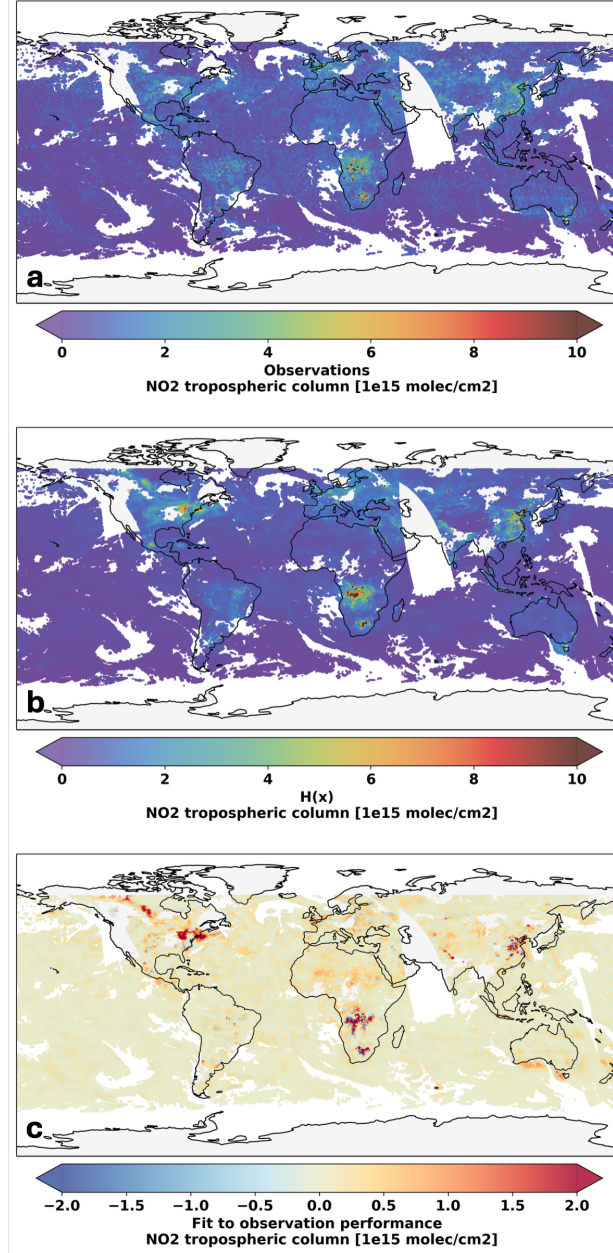 a
0 2 4 6 8 10
Observations
NO2 tropospheric column [1e15 molec/cm2]
b
0 2 4 6 8 10
H(x)
NO2 tropospheric column [1e15 molec/cm2]
c
−2.0 −1.5 −1.0 −0.5 0.0 0.5 1.0 1.5 2.0
Fit to observation performance
NO2 tropospheric column [1e15 molec/cm2]